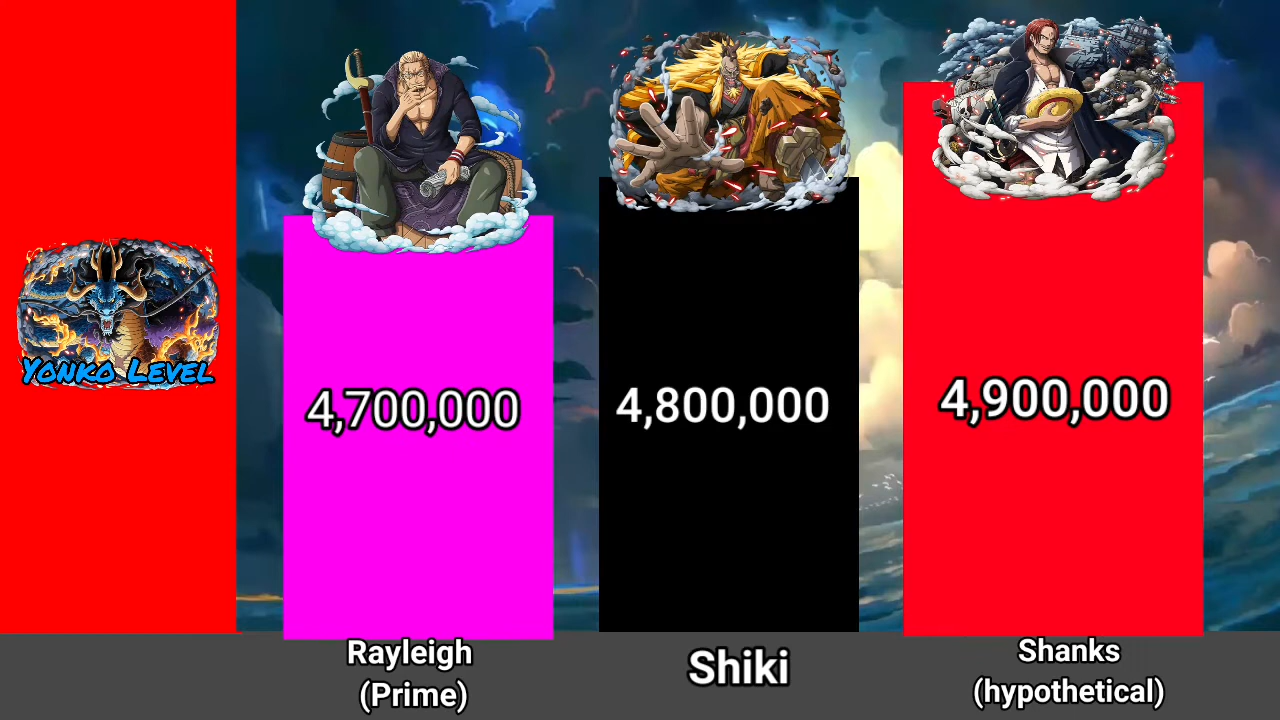 Yonko Level
4,700,000
4,800,000
4,900,000
Rayleigh
(Prime)
Shiki
Shanks
(hypothetical)